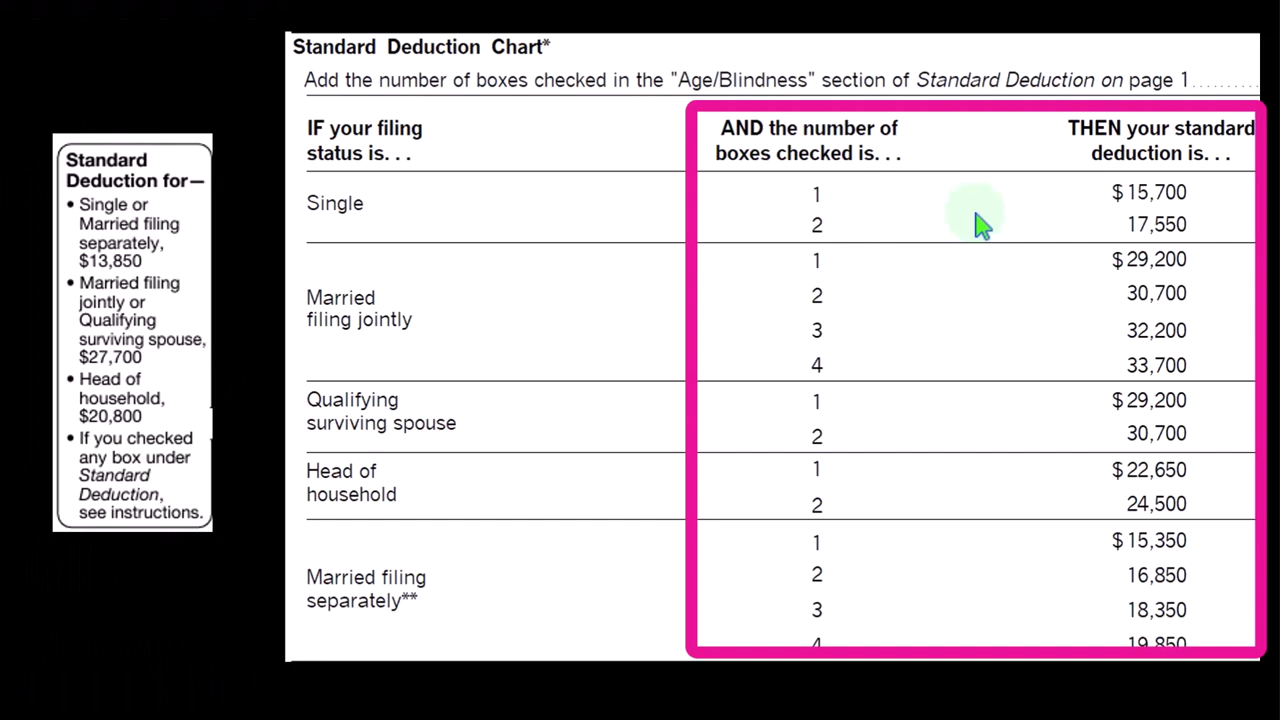 Standard
Deduction for—
• Single or
Married filing
separately,
$13,850
• Married filing
jointly or
Qualifying
surviving spouse,
$27,700
• Head of
household,
$20,800
• If you checked
any box under
Standard
Deduction,
see instructions.
Standard Deduction Chart*
Add the number of boxes checked in the "Age/Blindness" section of Standard Deduction on page 1..........
IF your filing
status is. . .
AND the number of
boxes checked is. . .
THEN your standard
deduction is. . .
Single
1 $15,700
2 17,550
Married
filing jointly
1 $29,200
2 30,700
3 32,200
4 33,700
Qualifying
surviving spouse
1 $29,200
2 30,700
Head of
household
1 $22,650
2 24,500
Married filing
separately**
1 $15,350
2 16,850
3 18,350
4 19,850